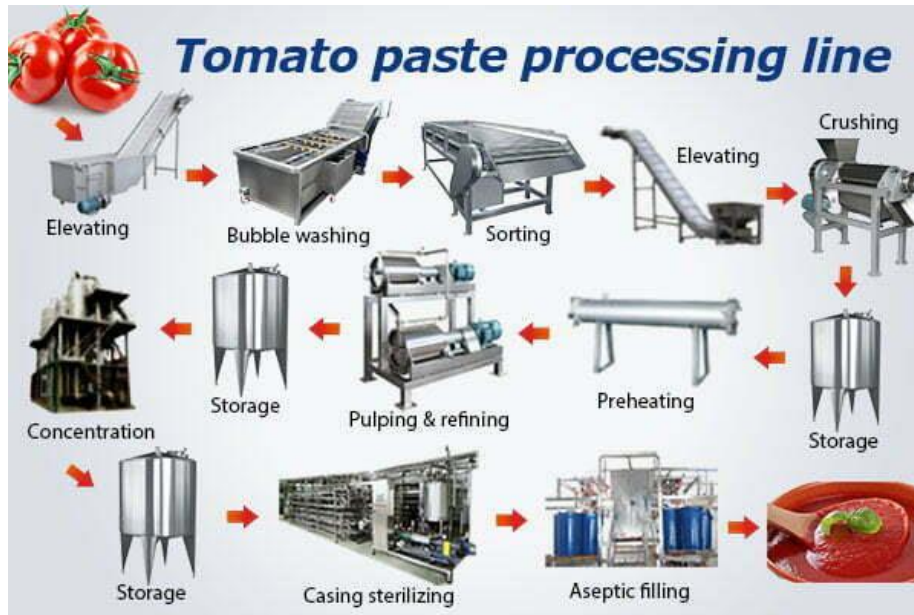 Tomato paste processing line
Elevating
Bubble washing
Sorting
Elevating
Crushing
Storage
Preheating
Pulping & refining
Storage
Concentration
Storage
Casing sterilizing
Aseptic filling